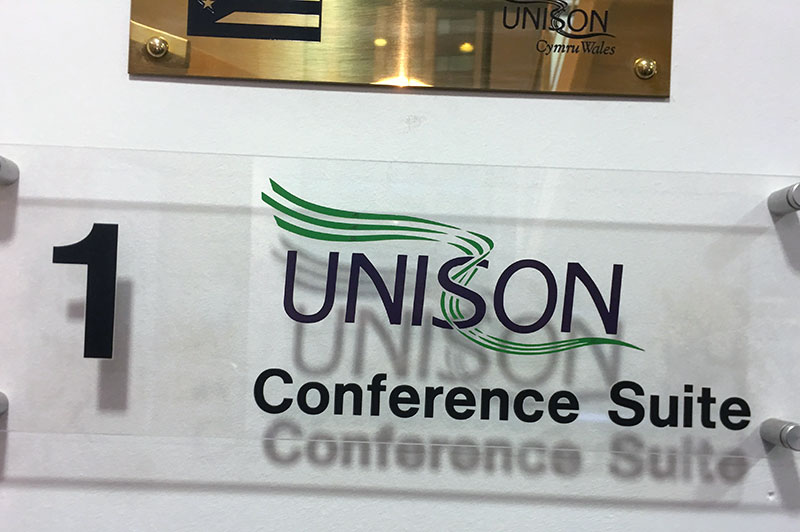 UNISON
Cymru Wales
1
UNISON
Conference Suite